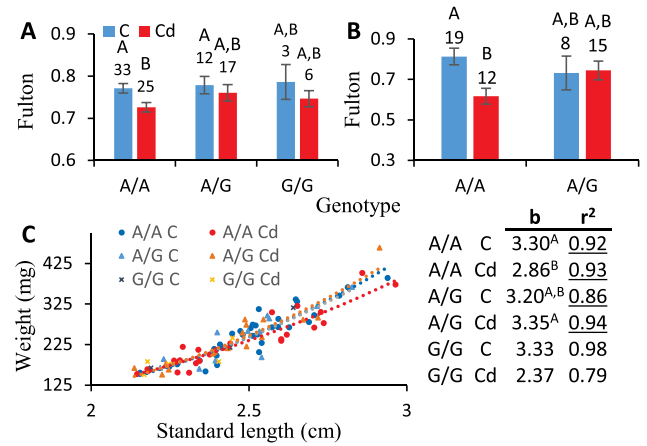 A
C Cd
Fulton
0.9
0.8
0.7
0.6
A
33
B
25
A
12
A,B
17
A,B
3
A,B
6
A/A A/G G/G
B
Fulton
0.9
0.7
0.5
0.3
A
19
B
12
A,B
8
A,B
15
A/A A/G
Genotype
C
A/A C A/A Cd
A/G C A/G Cd
G/G C G/G Cd
Weight (mg)
425
325
225
125
2 2.5 3
Standard length (cm)
b r²
A/A C 3.30ᴬ 0.92
A/A Cd 2.86ᴮ 0.93
A/G C 3.20ᴬ,ᴮ 0.86
A/G Cd 3.35ᴬ 0.94
G/G C 3.33 0.98
G/G Cd 2.37 0.79